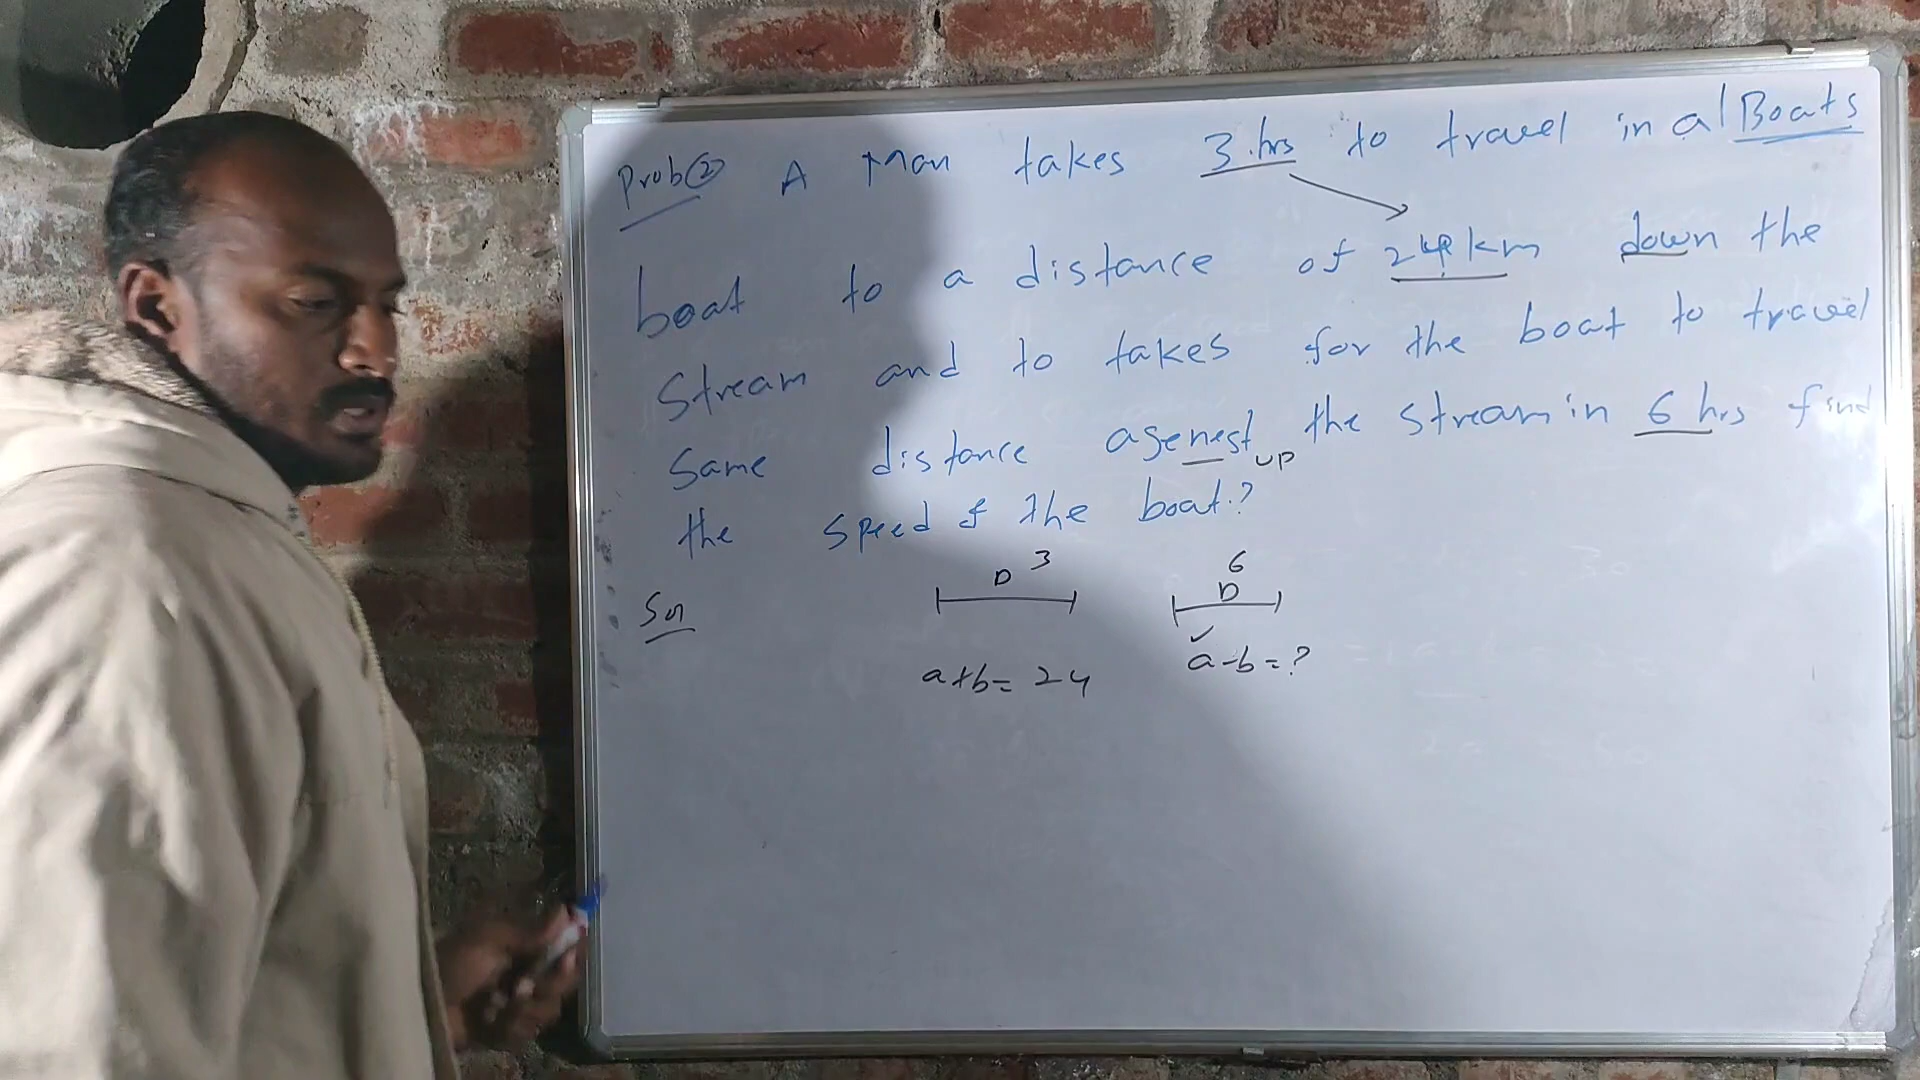 Prob② A Man takes 3 hrs to travel in a Boats
boat to a distance of 24 km down the
Stream and to takes for the boat to travel
Same distance agenest the stream in 6 hrs find
up
the speed of the boat?
Sol
D 3
6
D
a+b= 24
a-b=?